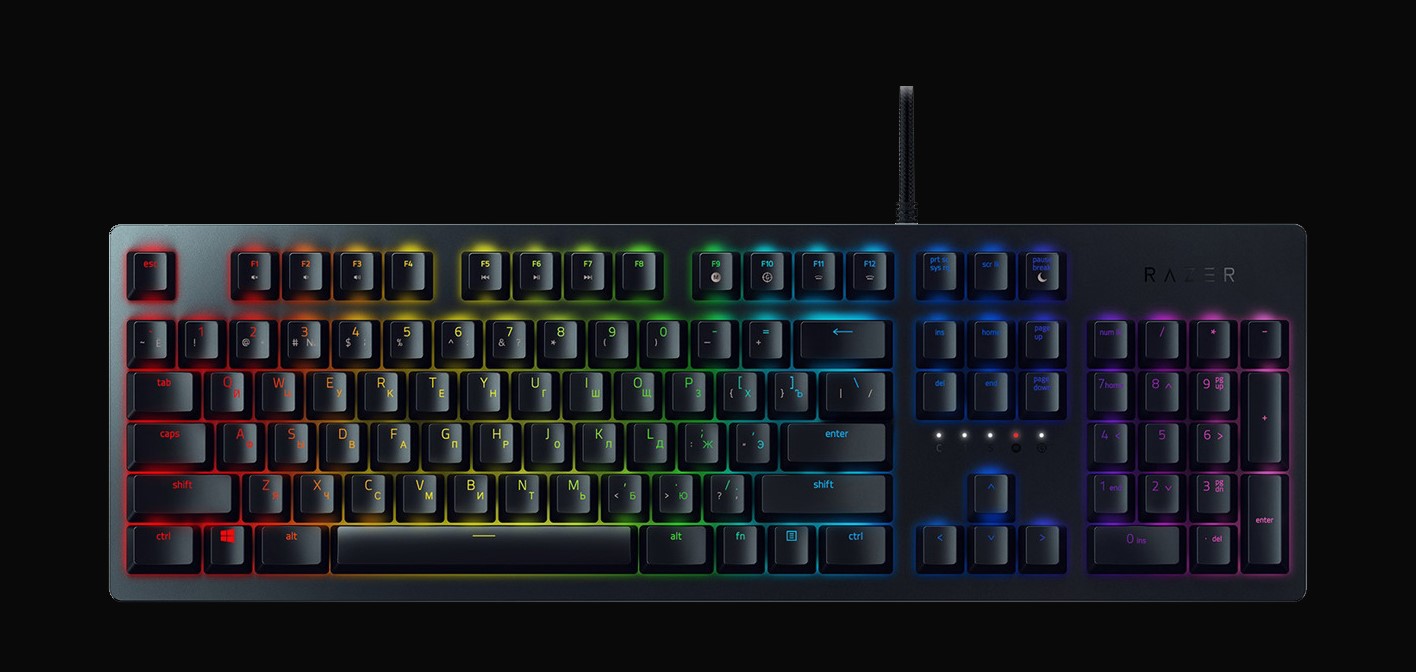 esc F1 F2 F3 F4 F5 F6 F7 F8 F9 F10 F11 F12 prt sc scr lk pause
sys rq break
RAZER
1 2 3 4 5 6 7 8 9 0 - = ins home page up num / * -
~ Ё ! @ " # № $ ; % ^ : & ? * ( ) _ +
tab Q W E R T Y U I O P [ ] \ del end page down 7 home 8 9 pg up
Й Ц У К Е Н Г Ш Щ З { Х } Ъ | /
caps A S D F G H J K L ; ' enter 4 5 6 +
Ф Ы В А П Р О Л Д : Ж " Э
shift Z X C V B N M , . / shift 1 end 2 3 pg dn
Я Ч С М И Т Ь < Б > Ю ? ,
ctrl alt alt fn ctrl 0 ins . del enter